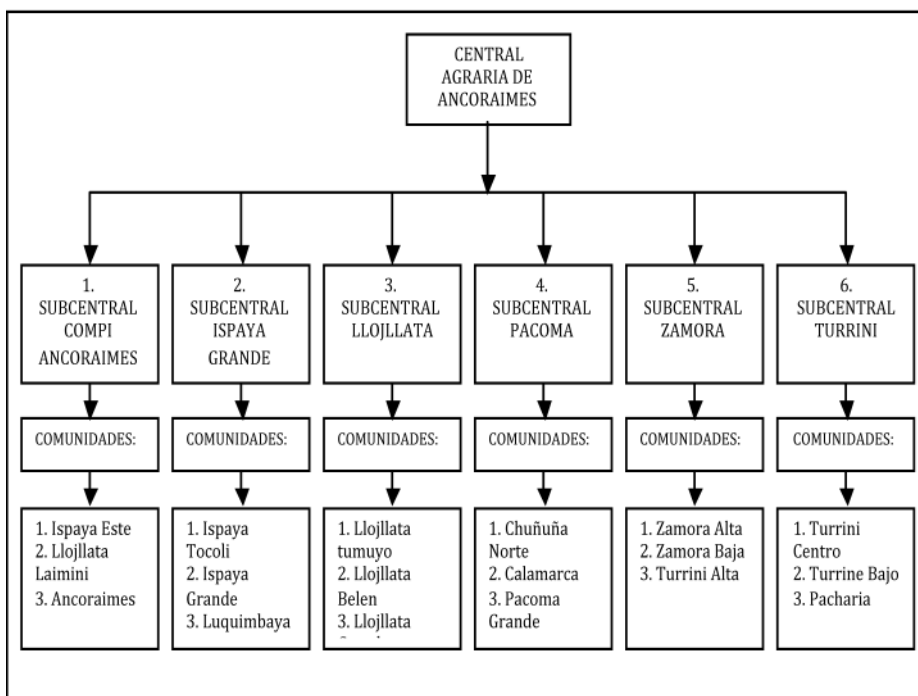 CENTRAL
AGRARIA DE
ANCORAIMES
1.
SUBCENTRAL
COMPI
ANCORAIMES
2.
SUBCENTRAL
ISPAYA
GRANDE
3.
SUBCENTRAL
LLOJLLATA
4.
SUBCENTRAL
PACOMA
5.
SUBCENTRAL
ZAMORA
6.
SUBCENTRAL
TURRINI
COMUNIDADES:
COMUNIDADES:
COMUNIDADES:
COMUNIDADES:
COMUNIDADES:
COMUNIDADES:
1. Ispaya Este
2. Llojllata
Laimini
3. Ancoraimes
1. Ispaya
Tocoli
2. Ispaya
Grande
3. Luquimbaya
1. Llojllata
tumuyo
2. Llojllata
Belen
3. Llojllata
1. Chuñuña
Norte
2. Calamarca
3. Pacoma
Grande
1. Zamora Alta
2. Zamora Baja
3. Turrini Alta
1. Turrini
Centro
2. Turrine Bajo
3. Pacharia